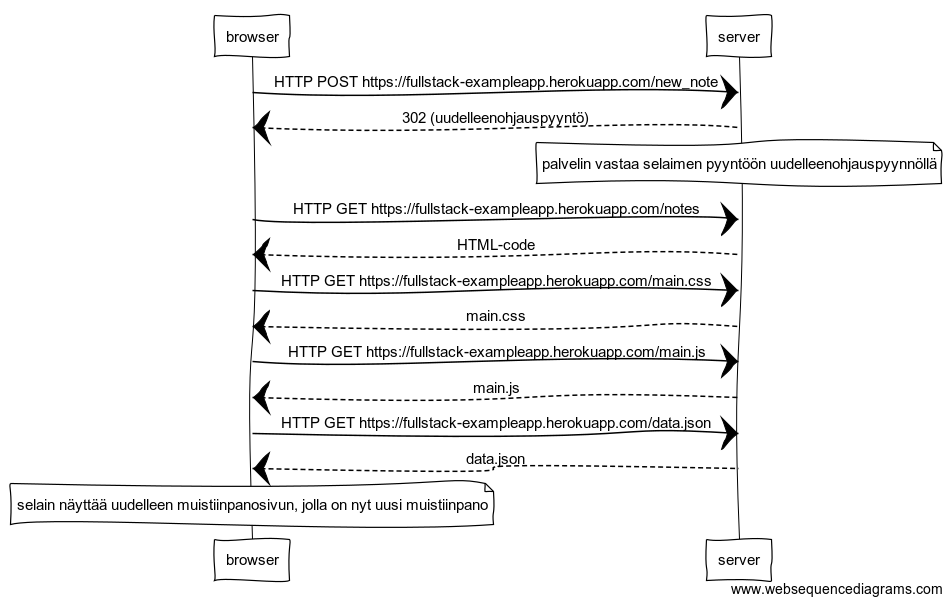 browser
server
HTTP POST https://fullstack-exampleapp.herokuapp.com/new_note
302 (uudelleenohjauspyyntö)
palvelin vastaa selaimen pyyntöön uudelleenohjauspyynnöllä
HTTP GET https://fullstack-exampleapp.herokuapp.com/notes
HTML-code
HTTP GET https://fullstack-exampleapp.herokuapp.com/main.css
main.css
HTTP GET https://fullstack-exampleapp.herokuapp.com/main.js
main.js
HTTP GET https://fullstack-exampleapp.herokuapp.com/data.json
data.json
selain näyttää uudelleen muistiinpanosivun, jolla on nyt uusi muistiinpano
browser
server
www.websequencediagrams.com